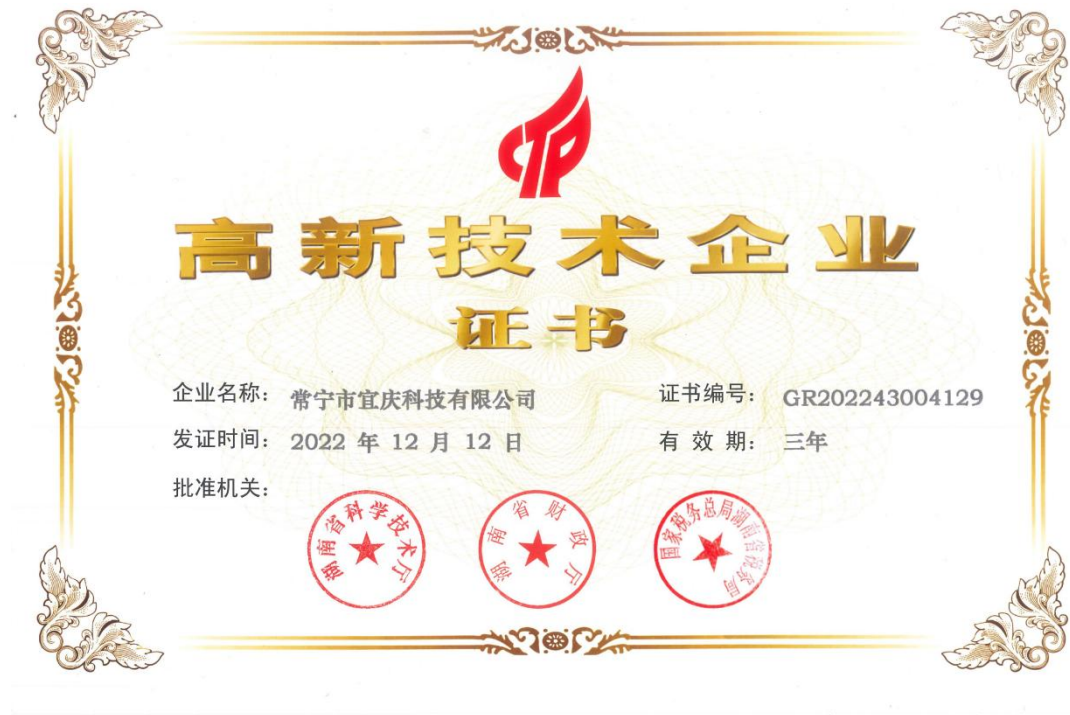 CTP
高新技术企业
证书
企业名称： 常宁市宜庆科技有限公司 证书编号： GR202243004129
发证时间： 2022 年 12 月 12 日 有 效 期： 三年
批准机关：
湖南省科学技术厅
湖南省财政厅
国家税务总局湖南省税务局